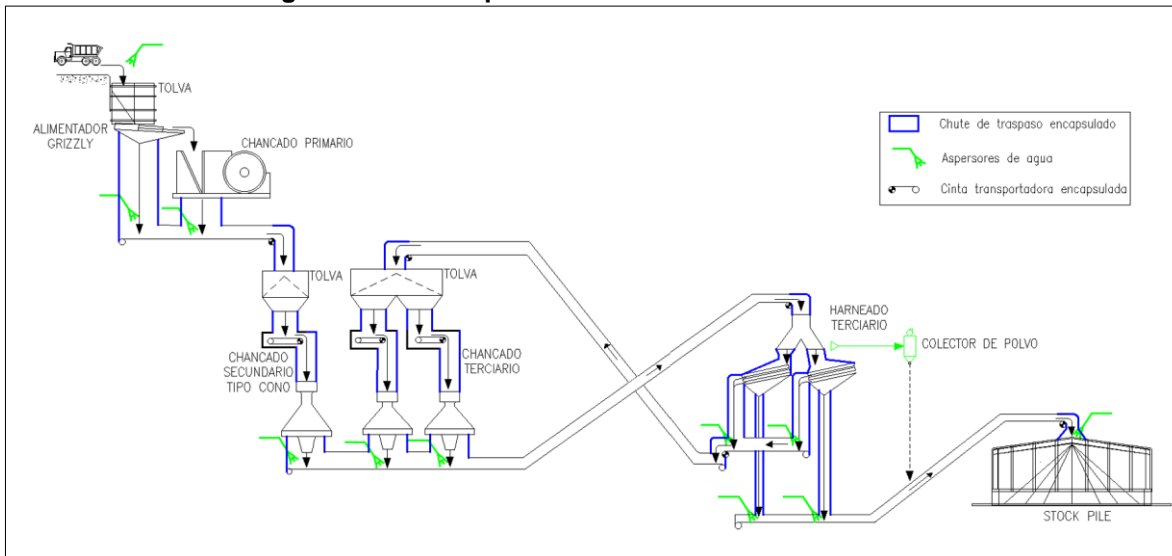 TOLVA
ALIMENTADOR
GRIZZLY
CHANCADO PRIMARIO
Chute de traspaso encapsulado
Aspersores de agua
Cinta transportadora encapsulada
TOLVA
TOLVA
CHANCADO
SECUNDARIO
TIPO CONO
CHANCADO
TERCIARIO
HARNEADO
TERCIARIO
COLECTOR DE POLVO
STOCK PILE